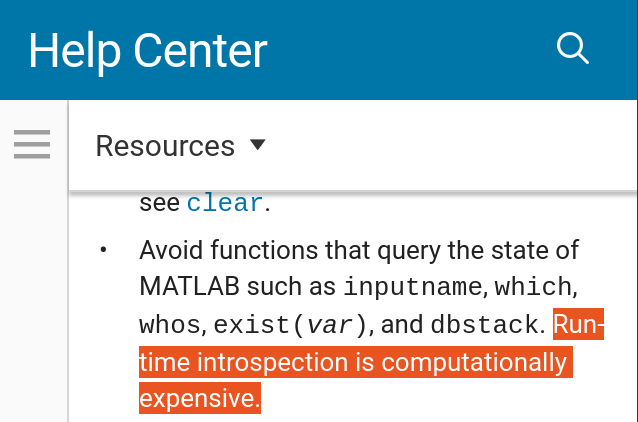 Help Center
Resources
see clear.
• Avoid functions that query the state of
MATLAB such as inputname, which,
whos, exist(var), and dbstack. Run-
time introspection is computationally
expensive.